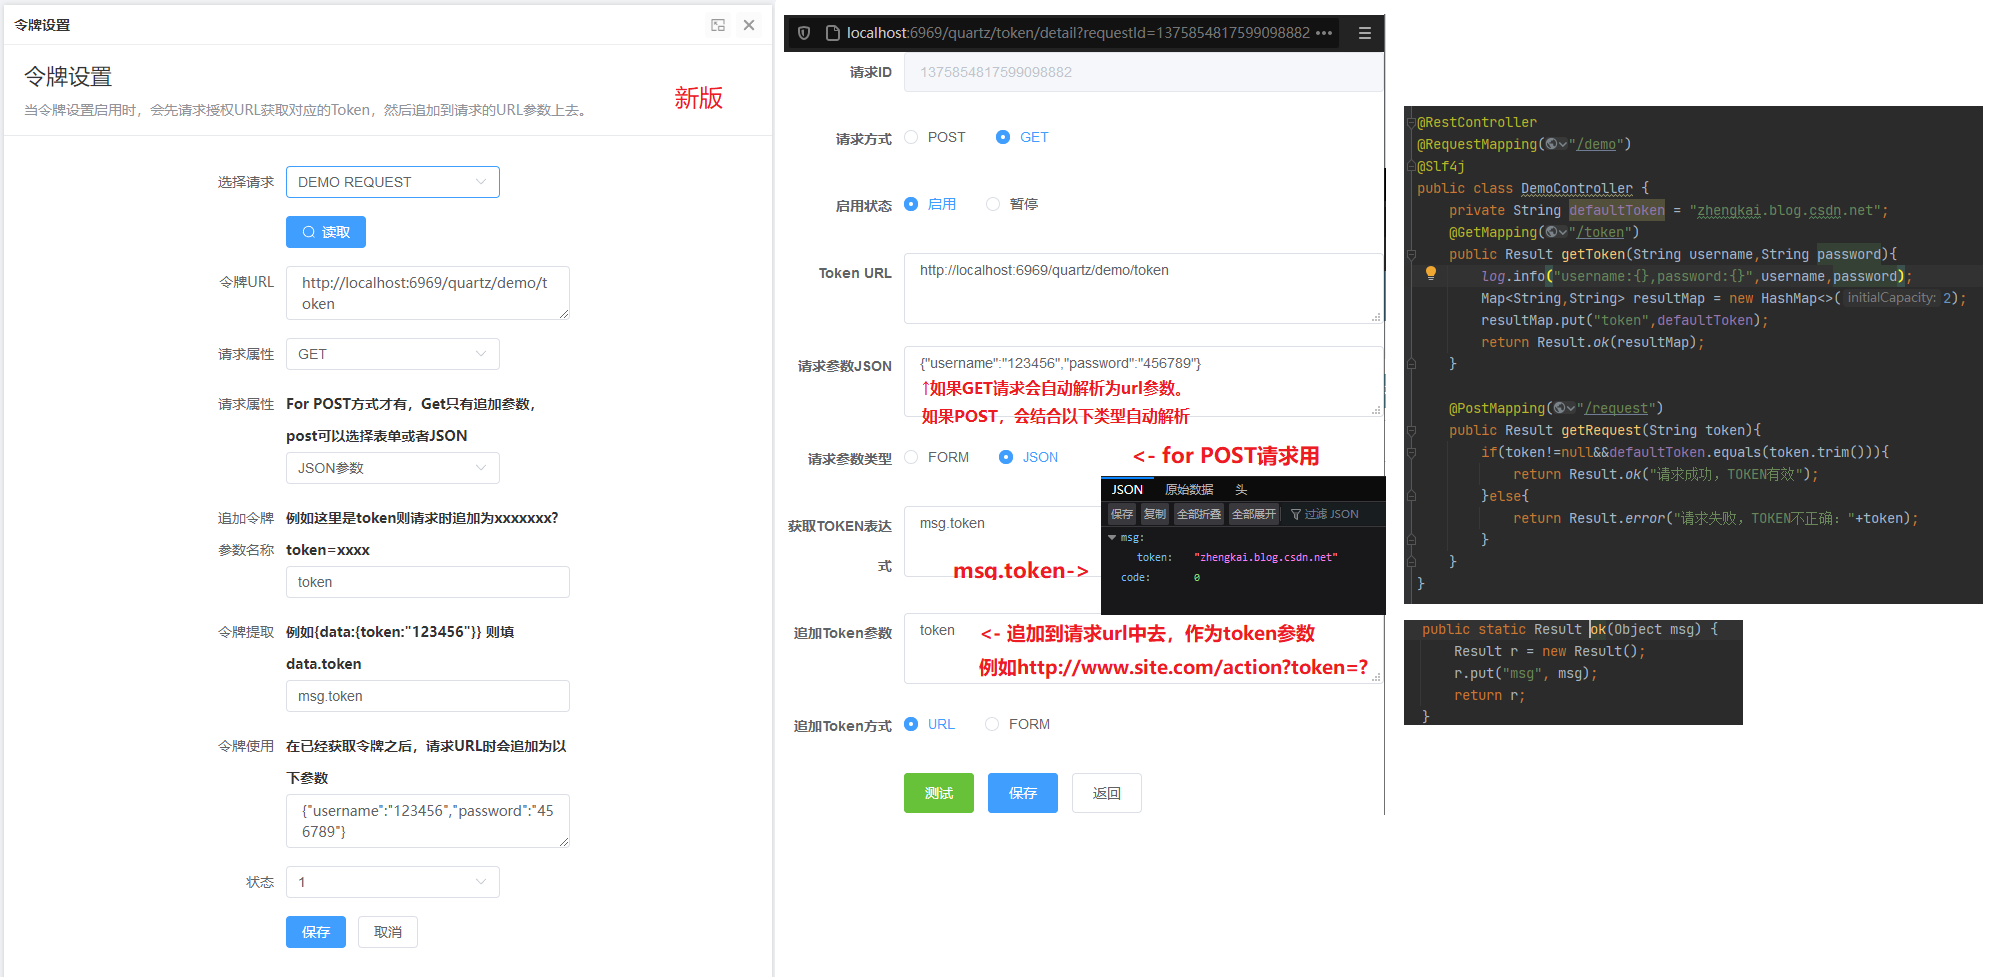 令牌设置
令牌设置
当令牌设置启用时，会先请求授权URL获取对应的Token，然后追加到请求的URL参数上去。
新版
选择请求 DEMO REQUEST
读取
令牌URL http://localhost:6969/quartz/demo/t
oken
请求属性 GET
请求属性 For POST方式才有，Get只有追加参数，
post可以选择表单或者JSON
JSON参数
追加令牌 例如这里是token则请求时追加为xxxxxxx?
参数名称 token=xxxx
token
令牌提取 例如{data:{token:"123456"}} 则填
data.token
msg.token
令牌使用 在已经获取令牌之后，请求URL时会追加为以
下参数
{"username":"123456","password":"45
6789"}
状态 1
保存 取消
localhost:6969/quartz/token/detail?requestId=1375854817599098882 •••
请求ID 1375854817599098882
请求方式 POST GET
启用状态 启用 暂停
Token URL http://localhost:6969/quartz/demo/token
请求参数JSON {"username":"123456","password":"456789"}
↑如果GET请求会自动解析为url参数。
如果POST，会结合以下类型自动解析
请求参数类型 FORM JSON <- for POST请求用
获取TOKEN表达
式
msg.token
msg.token->
JSON 原始数据 头
保存 复制 全部折叠 全部展开 过滤 JSON
msg:
token: "zhengkai.blog.csdn.net"
code: 0
追加Token参数 token <- 追加到请求url中去，作为token参数
例如http://www.site.com/action?token=?
追加Token方式 URL FORM
测试 保存 返回
@RestController
@RequestMapping("/demo")
@Slf4j
public class DemoController {
private String defaultToken = "zhengkai.blog.csdn.net";
@GetMapping("/token")
public Result getToken(String username,String password){
log.info("username:{},password:{}",username,password);
Map<String,String> resultMap = new HashMap<>( initialCapacity: 2);
resultMap.put("token",defaultToken);
return Result.ok(resultMap);
}
@PostMapping("/request")
public Result getRequest(String token){
if(token!=null&&defaultToken.equals(token.trim())){
return Result.ok("请求成功，TOKEN有效");
}else{
return Result.error("请求失败，TOKEN不正确："+token);
}
}
}
public static Result ok(Object msg) {
Result r = new Result();
r.put("msg", msg);
return r;
}